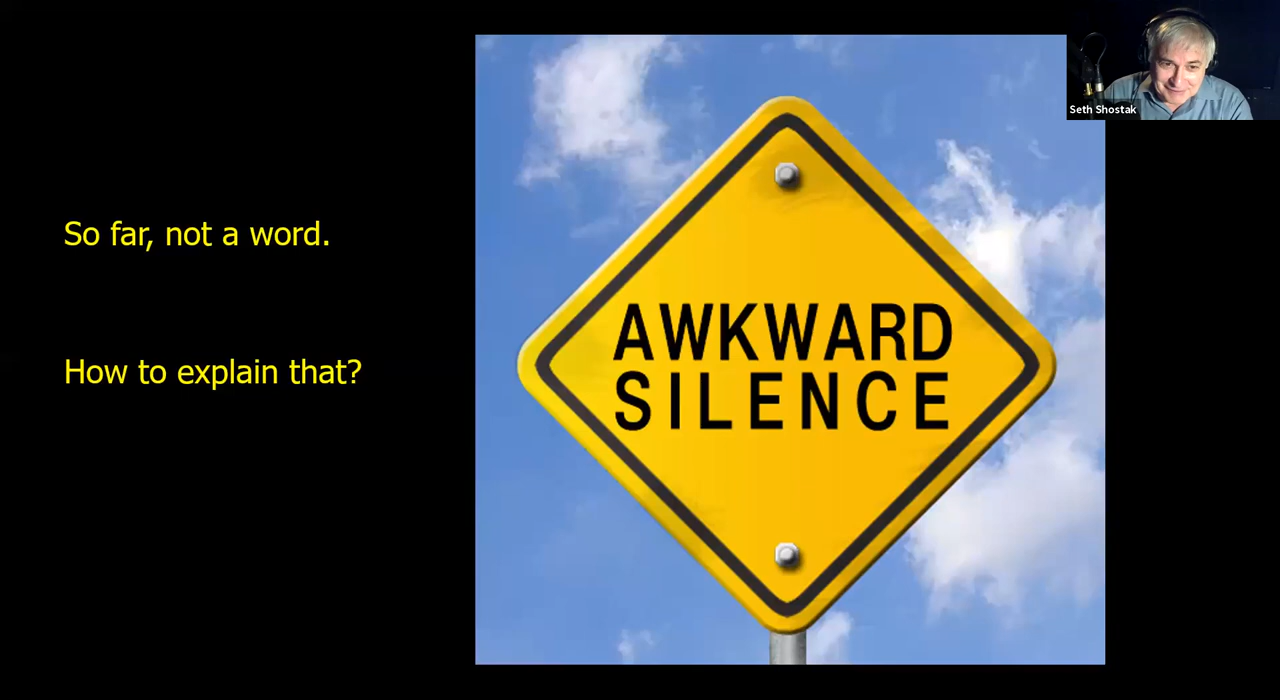 So far, not a word.
How to explain that?
AWKWARD
SILENCE
Seth Shostak